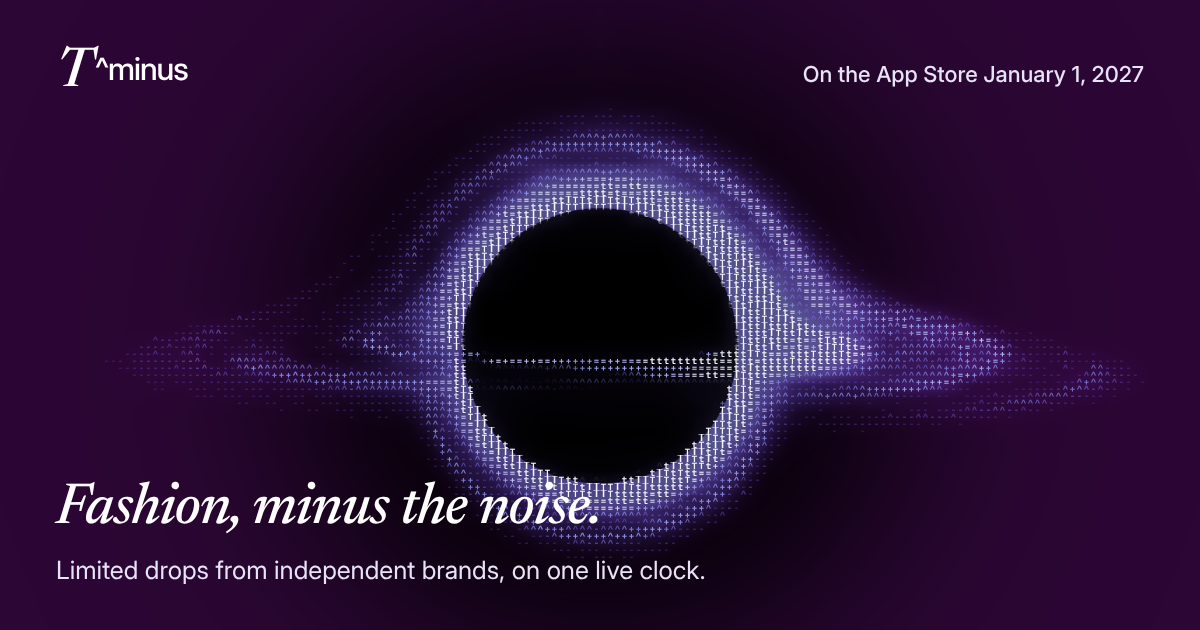 T^minus
On the App Store January 1, 2027
Fashion, minus the noise.
Limited drops from independent brands, on one live clock.